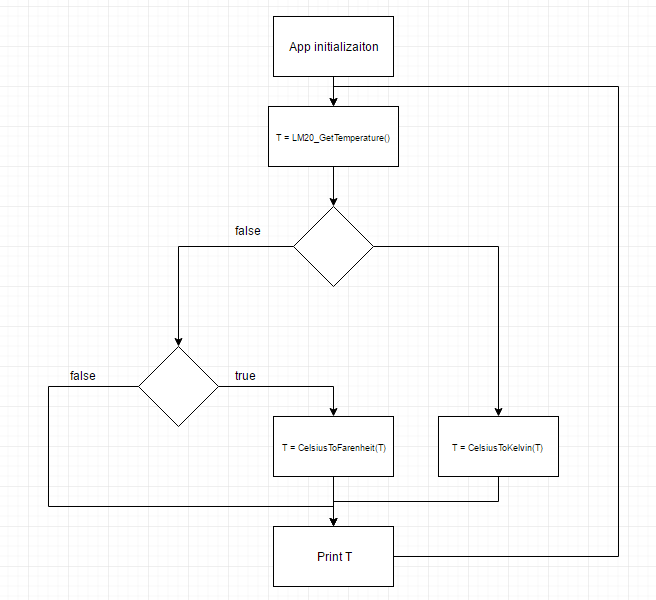 App initializaiton
T = LM20_GetTemperature()
false
false
true
T = CelsiusToFarenheit(T)
T = CelsiusToKelvin(T)
Print T